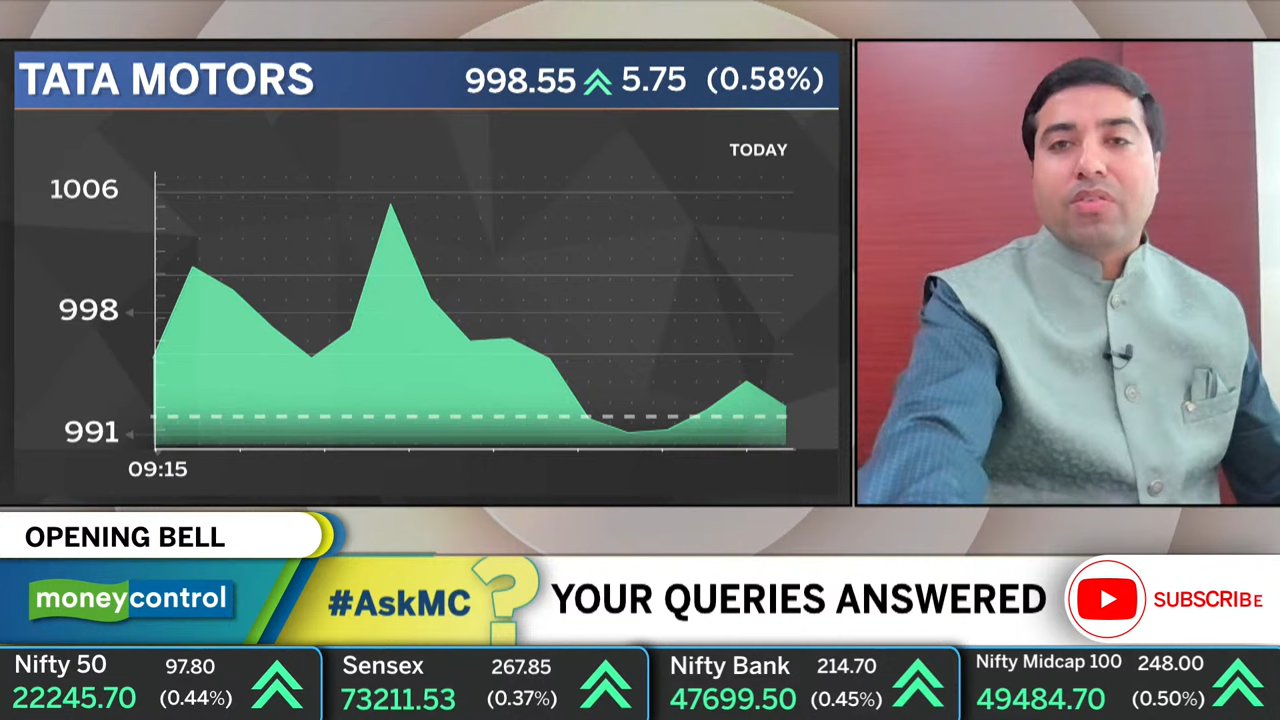 TATA MOTORS 998.55 5.75 (0.58%)
TODAY
1006
998
991
09:15
OPENING BELL
moneycontrol
#AskMC ?
YOUR QUERIES ANSWERED
SUBSCRIBE
Nifty 50 97.80
22245.70 (0.44%)
Sensex 267.85
73211.53 (0.37%)
Nifty Bank 214.70
47699.50 (0.45%)
Nifty Midcap 100 248.00
49484.70 (0.50%)